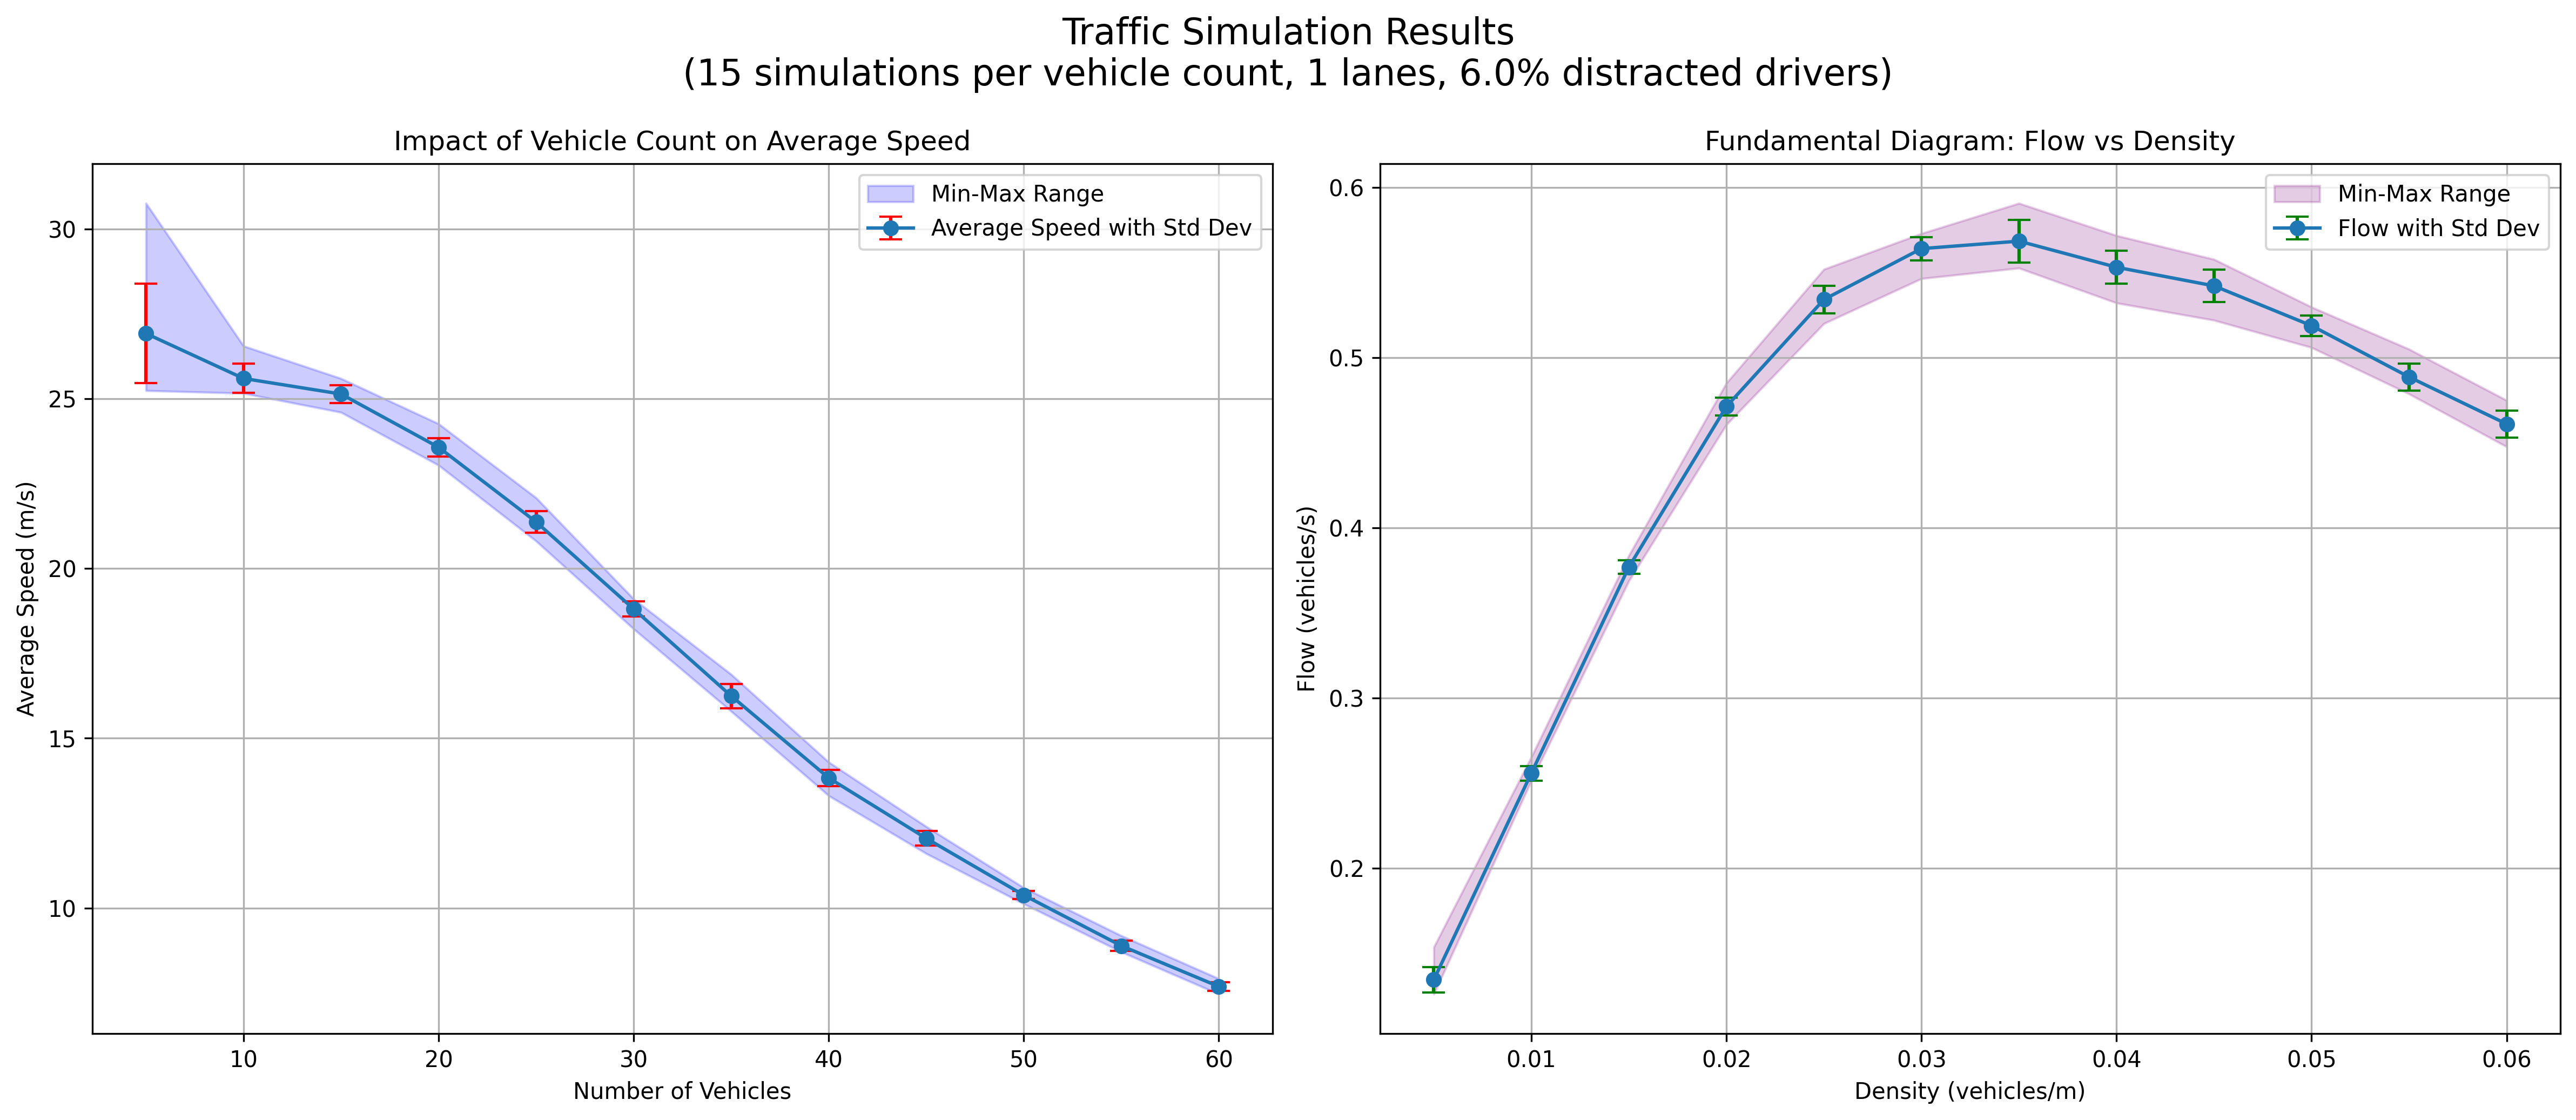 Traffic Simulation Results
(15 simulations per vehicle count, 1 lanes, 6.0% distracted drivers)
Impact of Vehicle Count on Average Speed
Min-Max Range
Average Speed with Std Dev
30
25
20
15
10
Average Speed (m/s)
10
20
30
40
50
60
Number of Vehicles
Fundamental Diagram: Flow vs Density
Min-Max Range
Flow with Std Dev
0.6
0.5
0.4
0.3
0.2
Flow (vehicles/s)
0.01
0.02
0.03
0.04
0.05
0.06
Density (vehicles/m)